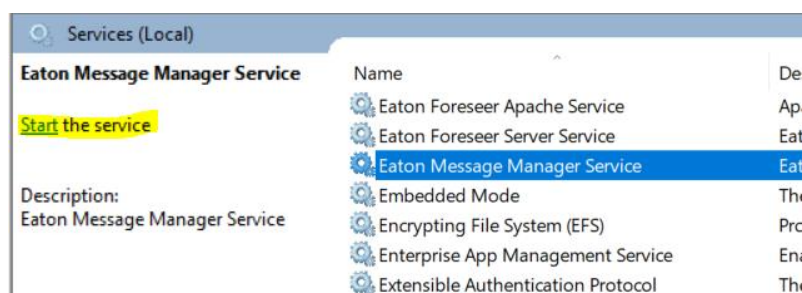 Services (Local)
Eaton Message Manager Service
Start the service
Description:
Eaton Message Manager Service
Name
Eaton Foreseer Apache Service
Eaton Foreseer Server Service
Eaton Message Manager Service
Embedded Mode
Encrypting File System (EFS)
Enterprise App Management Service
Extensible Authentication Protocol